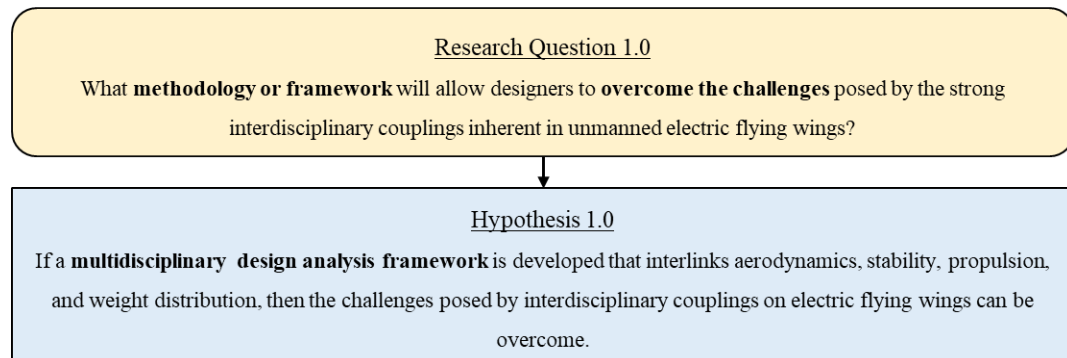 Research Question 1.0
What methodology or framework will allow designers to overcome the challenges posed by the strong
interdisciplinary couplings inherent in unmanned electric flying wings?
Hypothesis 1.0
If a multidisciplinary design analysis framework is developed that interlinks aerodynamics, stability, propulsion,
and weight distribution, then the challenges posed by interdisciplinary couplings on electric flying wings can be
overcome.